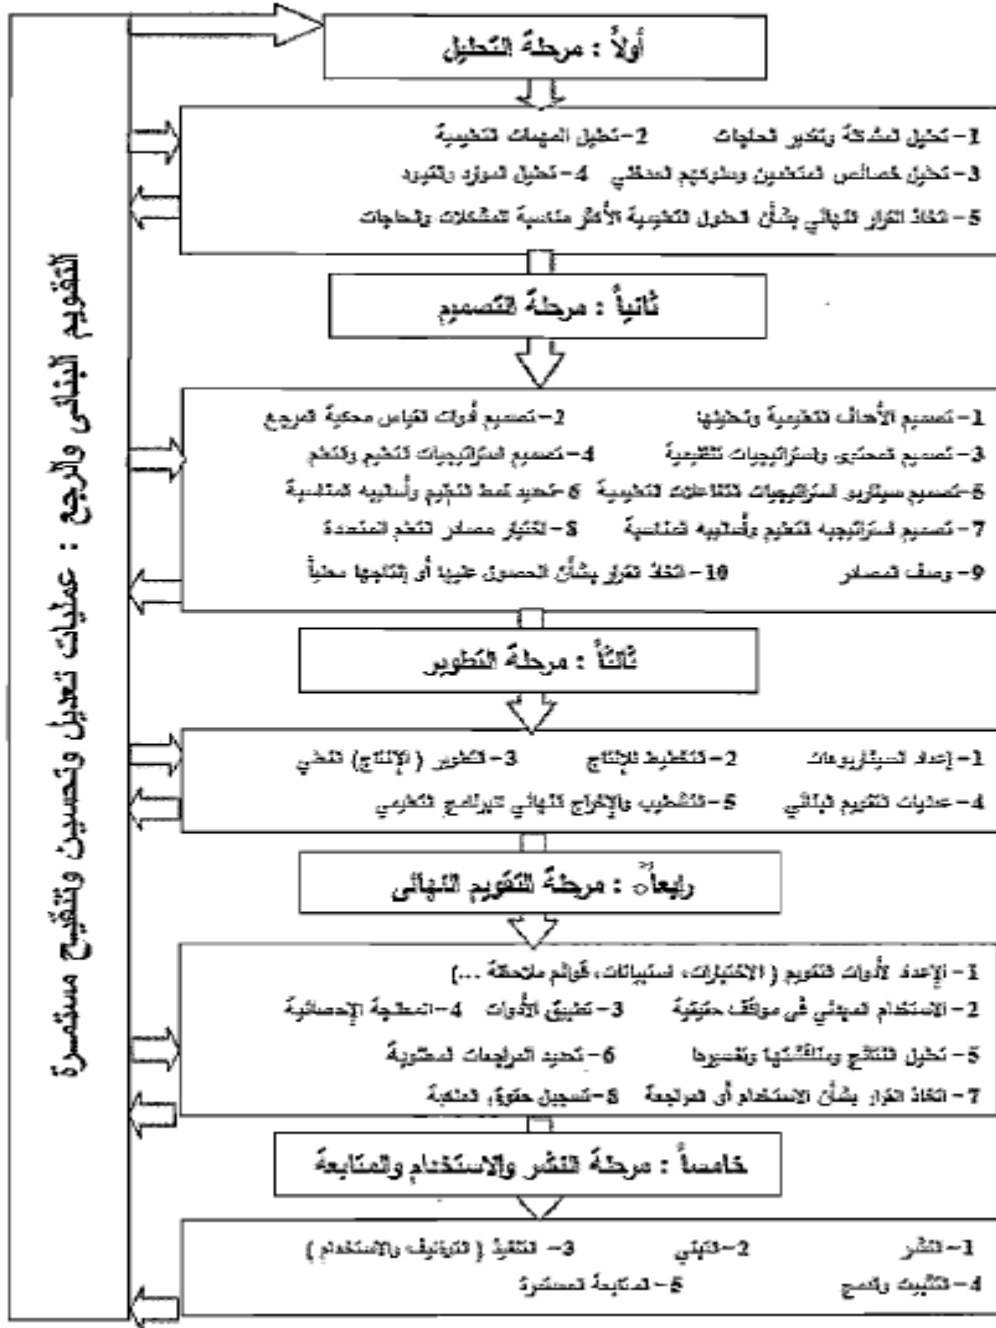 أولاً : مرحلة التحليل
1- تحليل المشكلة وتقدير الحاجات 2- تحليل المهمات التعليمية
3- تحليل خصائص المتعلمين وسلوكهم المدخلي 4- تحليل الموارد والقيود
5- اتخاذ القرار النهائي بشأن الحلول التعليمية الأكثر مناسبة للمشكلات والحاجات
ثانياً : مرحلة التصميم
1- تصميم الأهداف التعليمية وتحليلها 2- تصميم أدوات القياس محكية المرجع
3- تصميم المحتوى واستراتيجيات تنظيمية 4- تصميم استراتيجيات التعليم والتعلم
5- تصميم سيناريو استراتيجيات التفاعلات التعليمية 6- تحديد نمط التعليم وأساليبه المناسبة
7- تصميم استراتيجيه التعليم وأساليبه المناسبة 8- اختيار مصادر التعلم المتعددة
9- وصف المصادر 10- اتخاذ القرار بشأن الحصول عليها أو إنتاجها محلياً
ثالثاً : مرحلة التطوير
1- إعداد السيناريوهات 2- التخطيط للإنتاج 3- التطوير ( الإنتاج ) الفعلي
4- عمليات التقويم البنائي 5- التشطيب والإخراج النهائي للبرنامج التعليمي
رابعاً : مرحلة التقويم النهائى
1- الإعداد لأدوات التقويم ( الاختبارات، استبيانات، قوائم ملاحظة ...)
2- الاستخدام الميداني فى مواقف حقيقية 3- تطبيق الأدوات 4- المعالجة الإحصائية
5- تحليل النتائج ومناقشتها وتفسيرها 6- تحديد المراجعات المطلوبة
7- اتخاذ القرار بشأن الاستخدام أو المراجعة 8- تسجيل حقوق الملكية
خامساً : مرحلة النشر والاستخدام والمتابعة
1- النشر 2- التبني 3- التنفيذ ( التوظيف والاستخدام )
4- التثبيت والدمج 5- المتابعة المستمرة
التقويم البنائى والرجع : عمليات تعديل وتحسين وتنقيح مستمرة